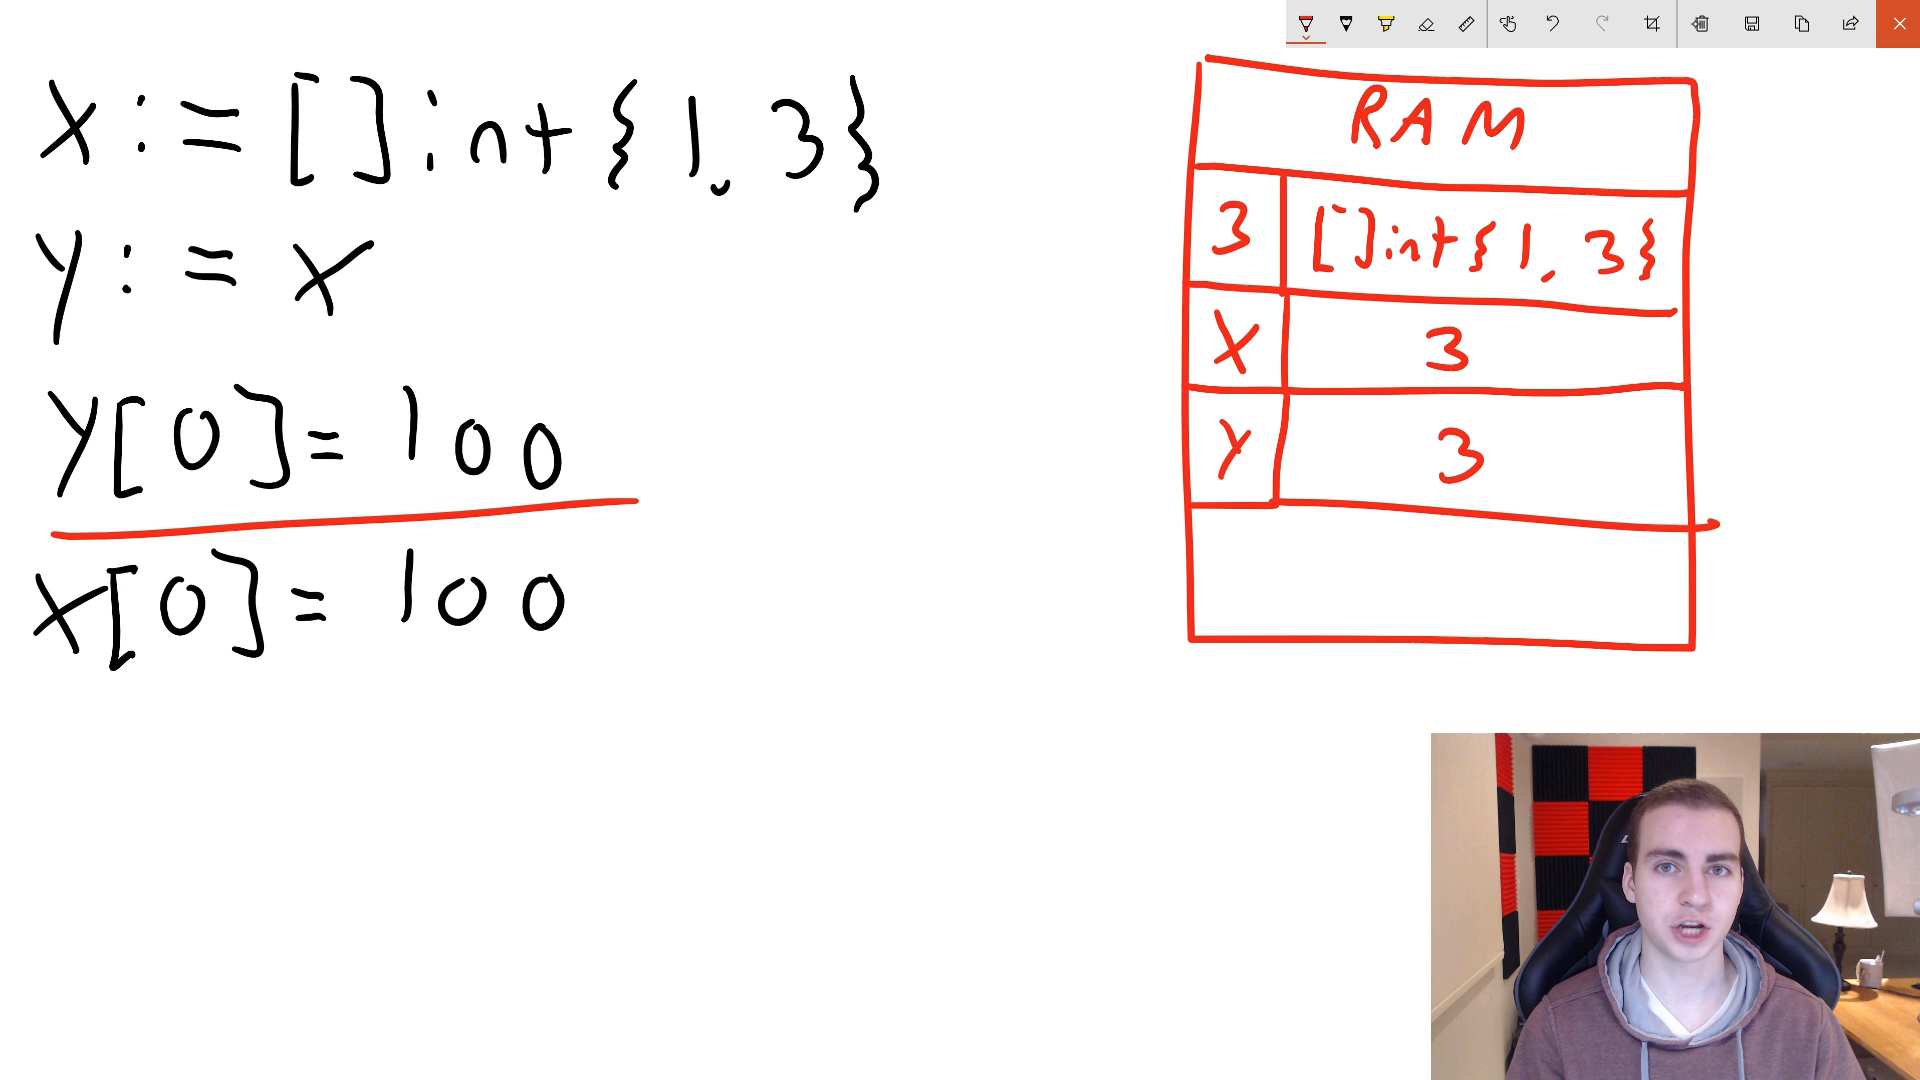 x:=[]int{1,3}
y:=x
y[0]=100
x[0]=100
RAM
3 []int{1,3}
X 3
Y 3